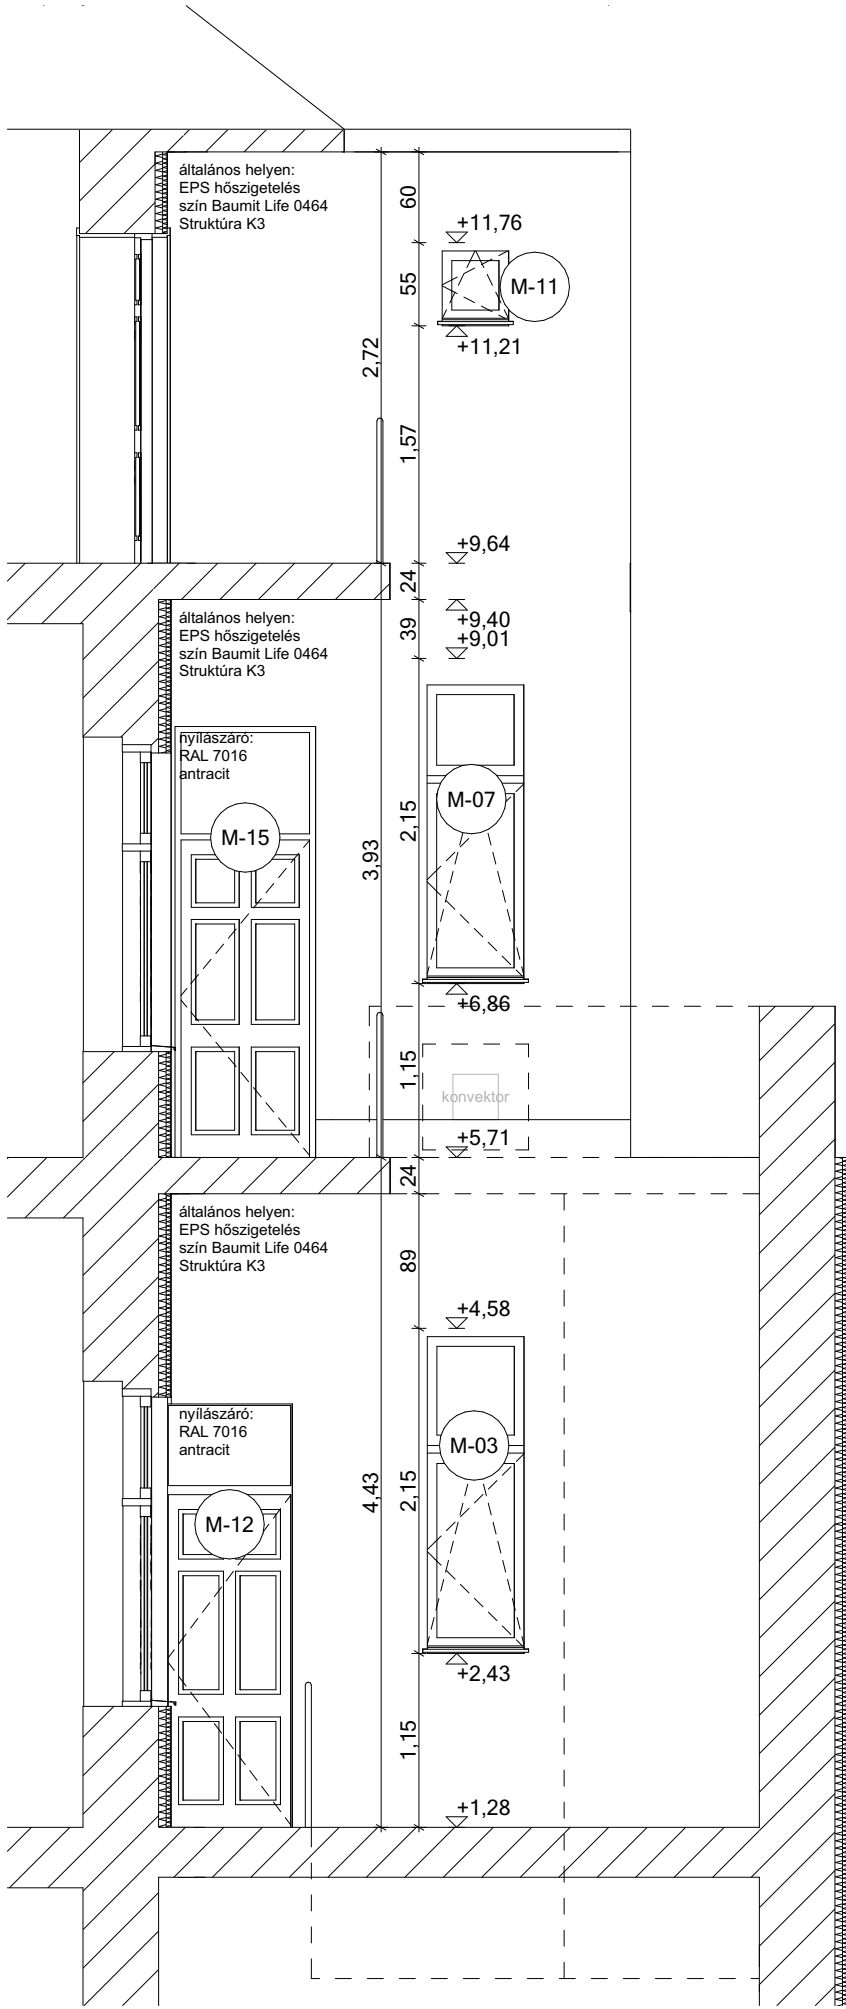 általános helyen:
EPS hőszigetelés
szín Baumit Life 0464
Struktúra K3
60
+11,76
55
M-11
+11,21
2,72
1,57
+9,64
24
+9,40
39
+9,01
általános helyen:
EPS hőszigetelés
szín Baumit Life 0464
Struktúra K3
nyílászáró:
RAL 7016
antracit
M-15
M-07
2,15
3,93
+6,86
1,15
konvektor
+5,71
24
általános helyen:
EPS hőszigetelés
szín Baumit Life 0464
Struktúra K3
89
+4,58
nyílászáró:
RAL 7016
antracit
M-03
4,43
2,15
M-12
+2,43
1,15
+1,28